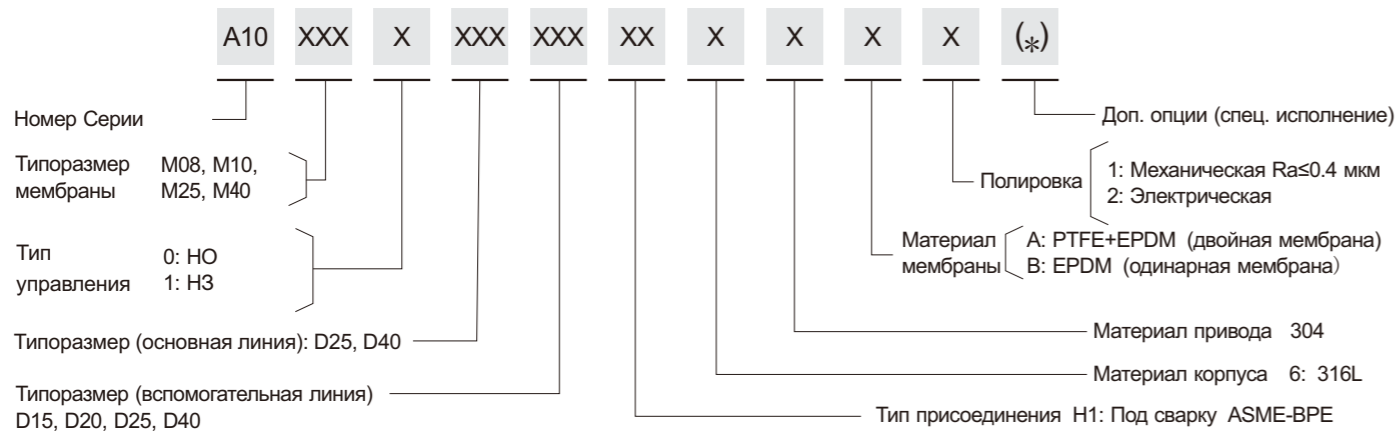 A10 XXX X XXX XXX XX X X X X (*)
Номер Серии
Типоразмер мембраны
M08, M10,
M25, M40
Тип управления
0: НО
1: НЗ
Типоразмер (основная линия): D25, D40
Типоразмер (вспомогательная линия)
D15, D20, D25, D40
Доп. опции (спец. исполнение)
Полировка
1: Механическая Ra≤0.4 мкм
2: Электрическая
Материал мембраны
A: PTFE+EPDM (двойная мембрана)
B: EPDM (одинарная мембрана)
Материал привода 304
Материал корпуса 6: 316L
Тип присоединения H1: Под сварку ASME-BPE